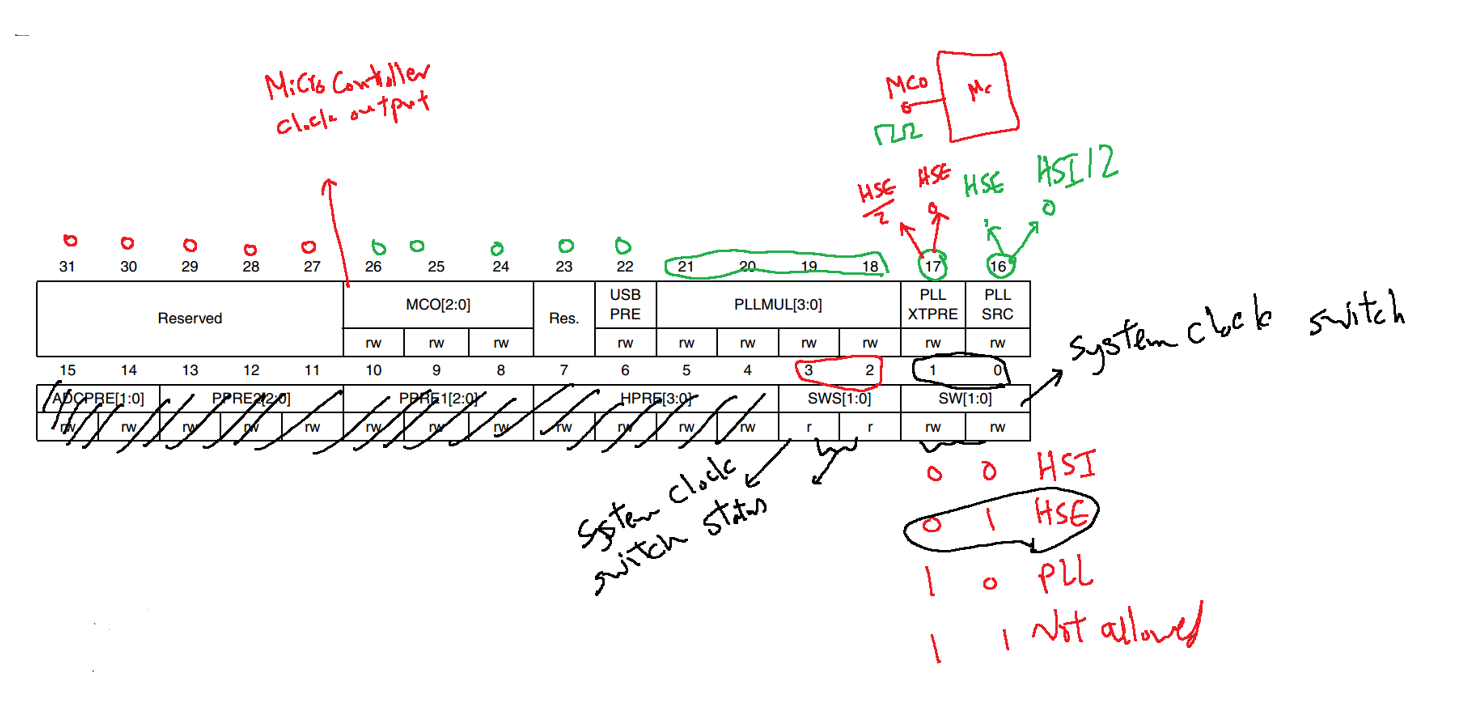 MiCro Controller
clock output
MCO
Mc
HSE
2
HSE
0
HSE
1
HSI/2
0
0 0 0 0 0 0 0 0 0 0
31 30 29 28 27 26 25 24 23 22 21 20 19 18 17 16
Reserved MCO[2:0] Res. USB PRE PLLMUL[3:0] PLL XTPRE PLL SRC
rw rw rw rw rw rw rw rw rw rw
system clock switch
15 14 13 12 11 10 9 8 7 6 5 4 3 2 1 0
ADCPRE[1:0] PPRE2[2:0] PPRE1[2:0] HPRE[3:0] SWS[1:0] SW[1:0]
rw rw rw rw rw rw rw rw rw rw rw rw r r rw rw
system clock
switch status
0 0 HSI
0 1 HSE
1 0 PLL
1 1 Not allowed